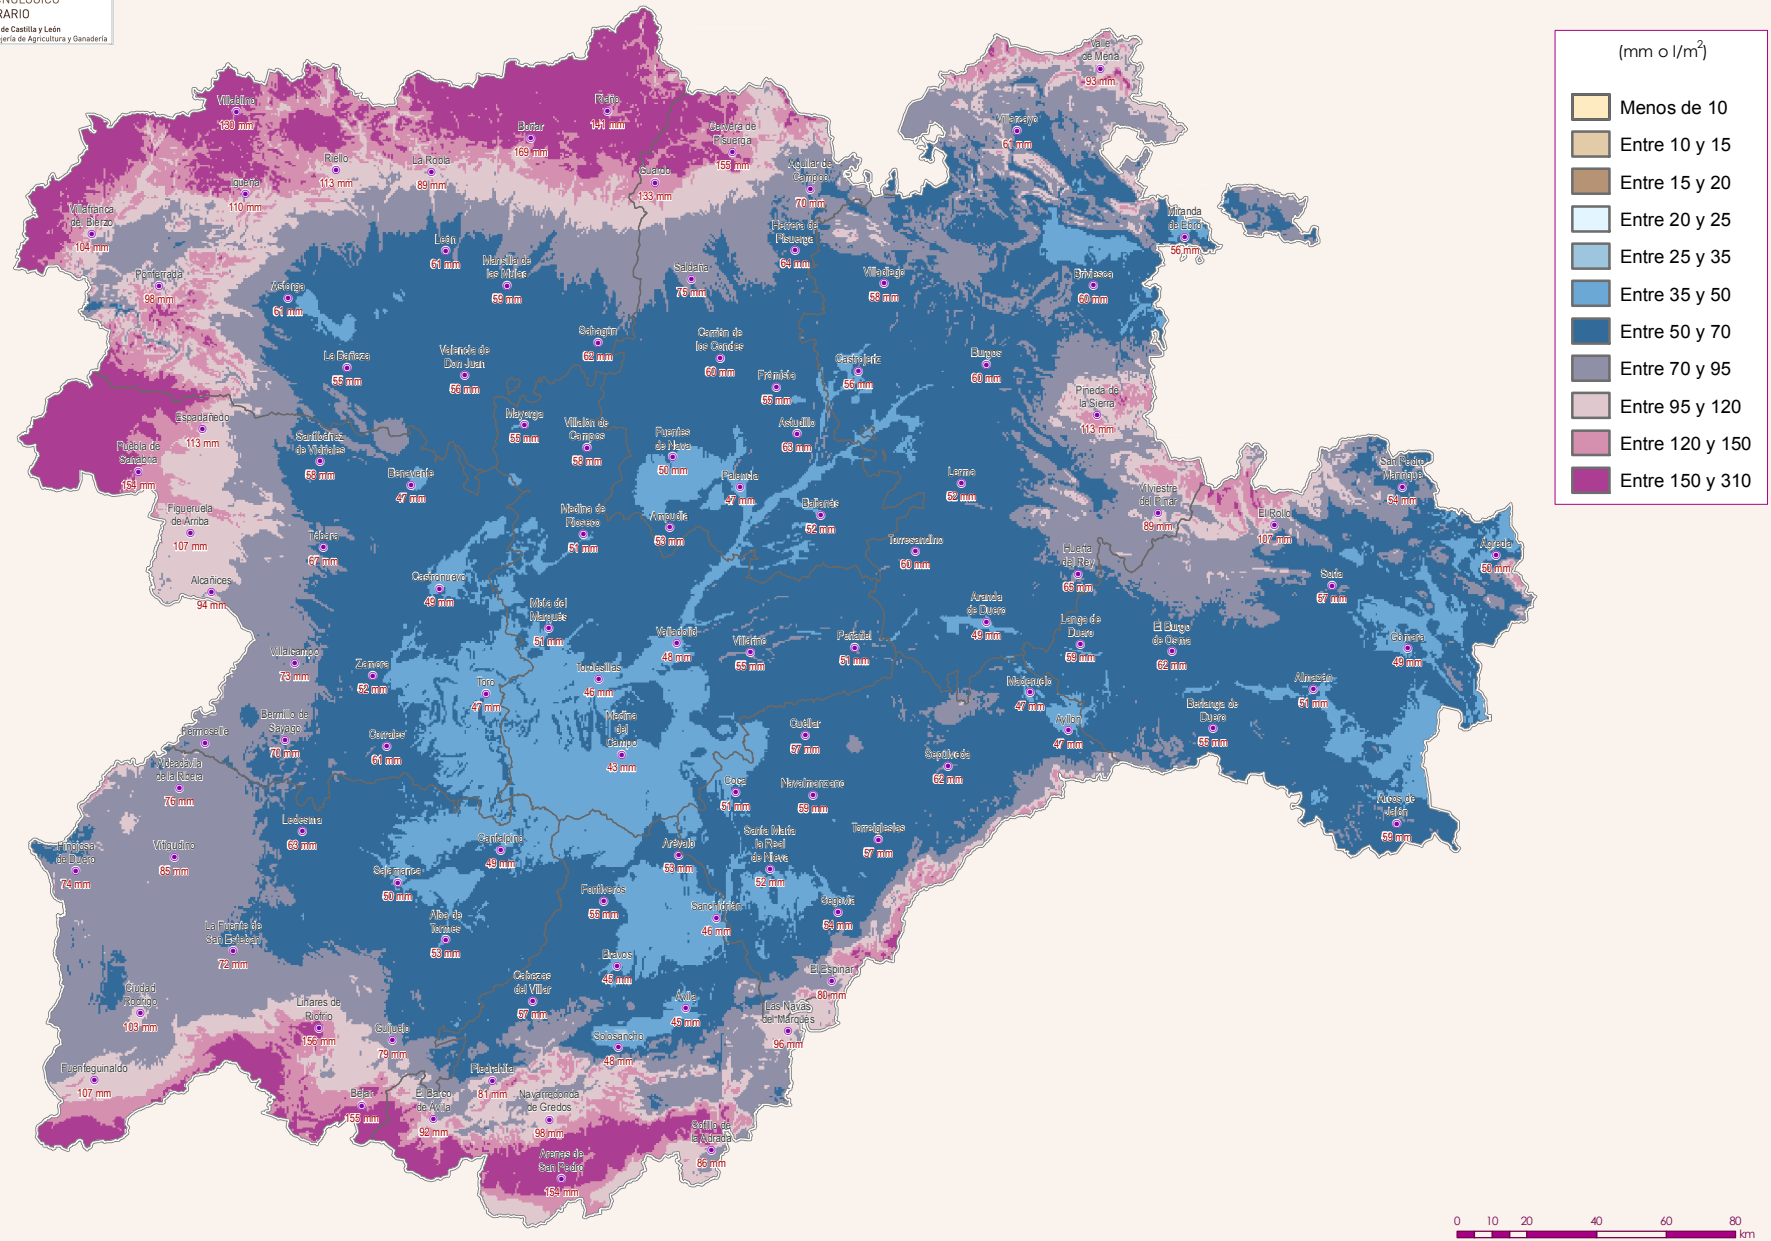 RARIO
de Castilla y León
ejería de Agricultura y Ganadería
(mm o l/m²)
Menos de 10
Entre 10 y 15
Entre 15 y 20
Entre 20 y 25
Entre 25 y 35
Entre 35 y 50
Entre 50 y 70
Entre 70 y 95
Entre 95 y 120
Entre 120 y 150
Entre 150 y 310
Valle
de Mena
93 mm
Villablino
130 mm
Riaño
141 mm
Boñar
169 mm
Cervera de
Pisuerga
155 mm
Villarcayo
61 mm
Riello
113 mm
La Robla
89 mm
Guardo
133 mm
Aguilar de
Campoo
70 mm
Igueña
110 mm
Villafranca
del Bierzo
104 mm
Miranda
de Ebro
56 mm
León
61 mm
Herrera de
Pisuerga
64 mm
Mansilla de
las Mulas
59 mm
Ponferrada
98 mm
Saldaña
75 mm
Villadiego
58 mm
Briviesca
60 mm
Astorga
61 mm
Sahagún
62 mm
Carrión de
los Condes
60 mm
La Bañeza
55 mm
Valencia de
Don Juan
56 mm
Castrojeriz
56 mm
Burgos
60 mm
Frómista
55 mm
Pineda de
la Sierra
113 mm
Espadañedo
113 mm
Mayorga
55 mm
Villalón de
Campos
58 mm
Astudillo
63 mm
Puebla de
Sanabria
154 mm
Santibáñez
de Vidriales
58 mm
Fuentes
de Nava
50 mm
Benavente
47 mm
Palencia
47 mm
Lerma
52 mm
San Pedro
Manrique
54 mm
Vilviestre
del Pinar
89 mm
El Rollo
107 mm
Figueruela
de Arriba
107 mm
Medina de
Rioseco
51 mm
Ampudia
53 mm
Baltanás
52 mm
Tábara
67 mm
Torresandino
60 mm
Huerta
del Rey
65 mm
Ágreda
56 mm
Alcañices
94 mm
Castronuevo
49 mm
Soria
57 mm
Mota del
Marqués
51 mm
Aranda
de Duero
49 mm
Langa de
Duero
59 mm
El Burgo
de Osma
62 mm
Valladolid
48 mm
Villafino
55 mm
Peñafiel
51 mm
Gómara
49 mm
Villalcampo
73 mm
Zamora
52 mm
Tordesillas
46 mm
Toro
47 mm
Maderuelo
47 mm
Almazán
51 mm
Berlanga de
Duero
55 mm
Bermillo de
Sayago
70 mm
Fermoselle
Corrales
61 mm
Medina
del
Campo
43 mm
Cuéllar
57 mm
Ayllón
47 mm
Aldeadávila
de la Ribera
76 mm
Coca
51 mm
Navalmanzano
59 mm
Sepúlveda
62 mm
Arcos de
Jalón
59 mm
Ledesma
63 mm
Hinojosa
de Duero
74 mm
Vitigudino
85 mm
Cantalpino
49 mm
Arévalo
53 mm
Santa María
la Real
de Nieva
52 mm
Torreiglesias
57 mm
Salamanca
50 mm
Fontiveros
56 mm
Sanchidrián
46 mm
Segovia
54 mm
La Fuente de
San Esteban
72 mm
Alba de
Tormes
53 mm
Bravos
45 mm
El Espinar
80 mm
Ciudad
Rodrigo
103 mm
Linares de
Riofrío
156 mm
Cabezas
del Villar
57 mm
Ávila
45 mm
Las Navas
del Marqués
96 mm
Guijuelo
79 mm
Solosancho
48 mm
Fuenteguinaldo
107 mm
Piedrahíta
81 mm
Béjar
155 mm
El Barco
de Ávila
92 mm
Navarredonda
de Gredos
98 mm
Sotillo de
la Adrada
86 mm
Arenas de
San Pedro
154 mm
0 10 20 40 60 80
km